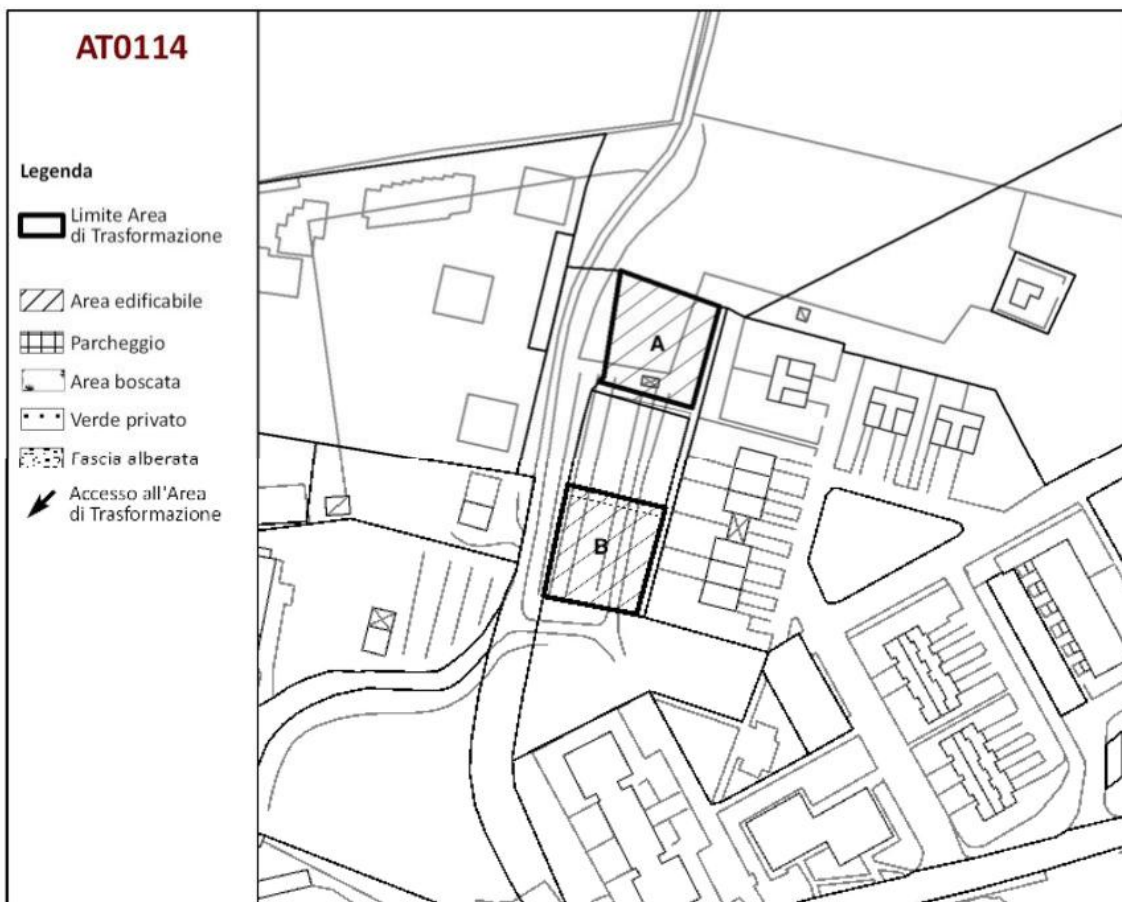 AT0114
Legenda
Limite Area
di Trasformazione
Area edificabile
Parcheggio
Area boscata
Verde privato
Fascia alberata
Accesso all'Area
di Trasformazione
A
B